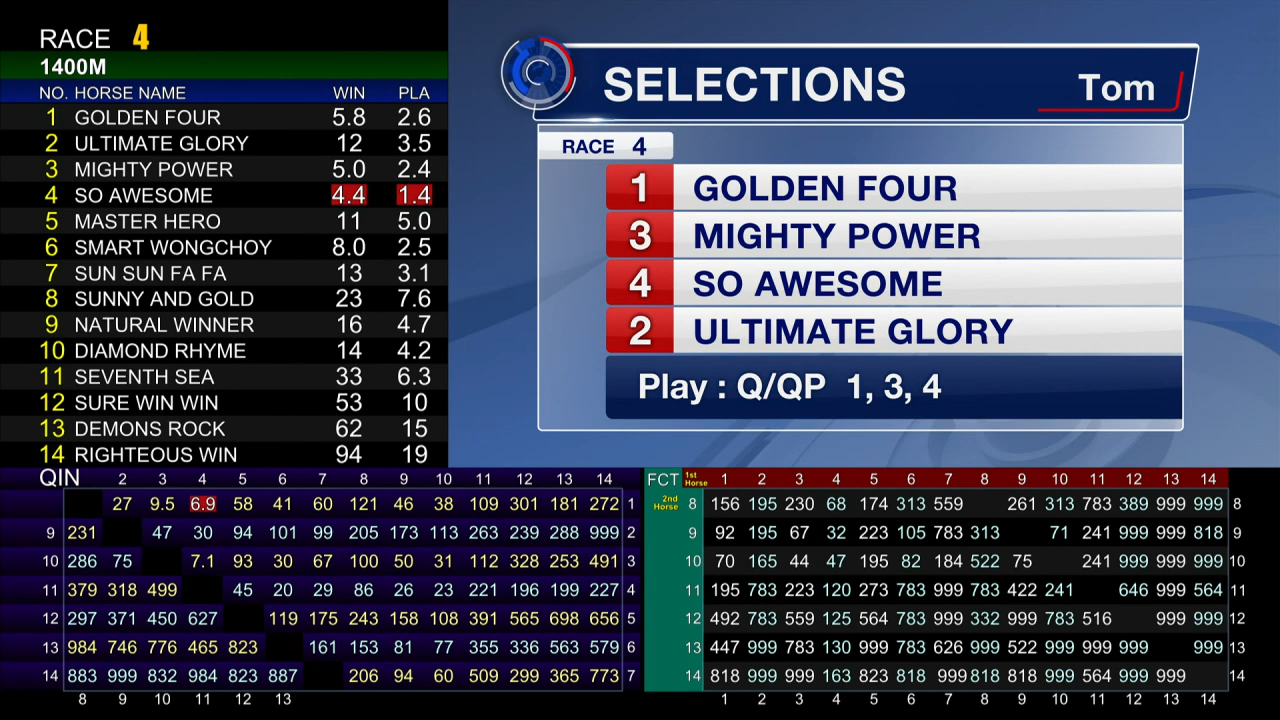 RACE 4
1400M
NO. HORSE NAME WIN PLA
1 GOLDEN FOUR 5.8 2.6
2 ULTIMATE GLORY 12 3.5
3 MIGHTY POWER 5.0 2.4
4 SO AWESOME 4.4 1.4
5 MASTER HERO 11 5.0
6 SMART WONGCHOY 8.0 2.5
7 SUN SUN FA FA 13 3.1
8 SUNNY AND GOLD 23 7.6
9 NATURAL WINNER 16 4.7
10 DIAMOND RHYME 14 4.2
11 SEVENTH SEA 33 6.3
12 SURE WIN WIN 53 10
13 DEMONS ROCK 62 15
14 RIGHTEOUS WIN 94 19
SELECTIONS Tom
RACE 4
1 GOLDEN FOUR
3 MIGHTY POWER
4 SO AWESOME
2 ULTIMATE GLORY
Play : Q/QP 1, 3, 4
QIN 2 3 4 5 6 7 8 9 10 11 12 13 14
27 9.5 6.9 58 41 60 121 46 38 109 301 181 272 1
9 231 47 30 94 101 99 205 173 113 263 239 288 999 2
10 286 75 7.1 93 30 67 100 50 31 112 328 253 491 3
11 379 318 499 45 20 29 86 26 23 221 196 199 227 4
12 297 371 450 627 119 175 243 158 108 391 565 698 656 5
13 984 746 776 465 823 161 153 81 77 355 336 563 579 6
14 883 999 832 984 823 887 206 94 60 509 299 365 773 7
8 9 10 11 12 13
FCT 1st Horse 1 2 3 4 5 6 7 8 9 10 11 12 13 14
2nd Horse 8 156 195 230 68 174 313 559 261 313 783 389 999 999 8
9 92 195 67 32 223 105 783 313 71 241 999 999 818 9
10 70 165 44 47 195 82 184 522 75 241 999 999 999 10
11 195 783 223 120 273 783 999 783 422 241 646 999 564 11
12 492 783 559 125 564 783 999 332 999 783 516 999 999 12
13 447 999 783 130 999 783 626 999 522 999 999 999 999 13
14 818 999 999 163 823 818 999 818 818 999 564 999 999 14
1 2 3 4 5 6 7 8 9 10 11 12 13 14